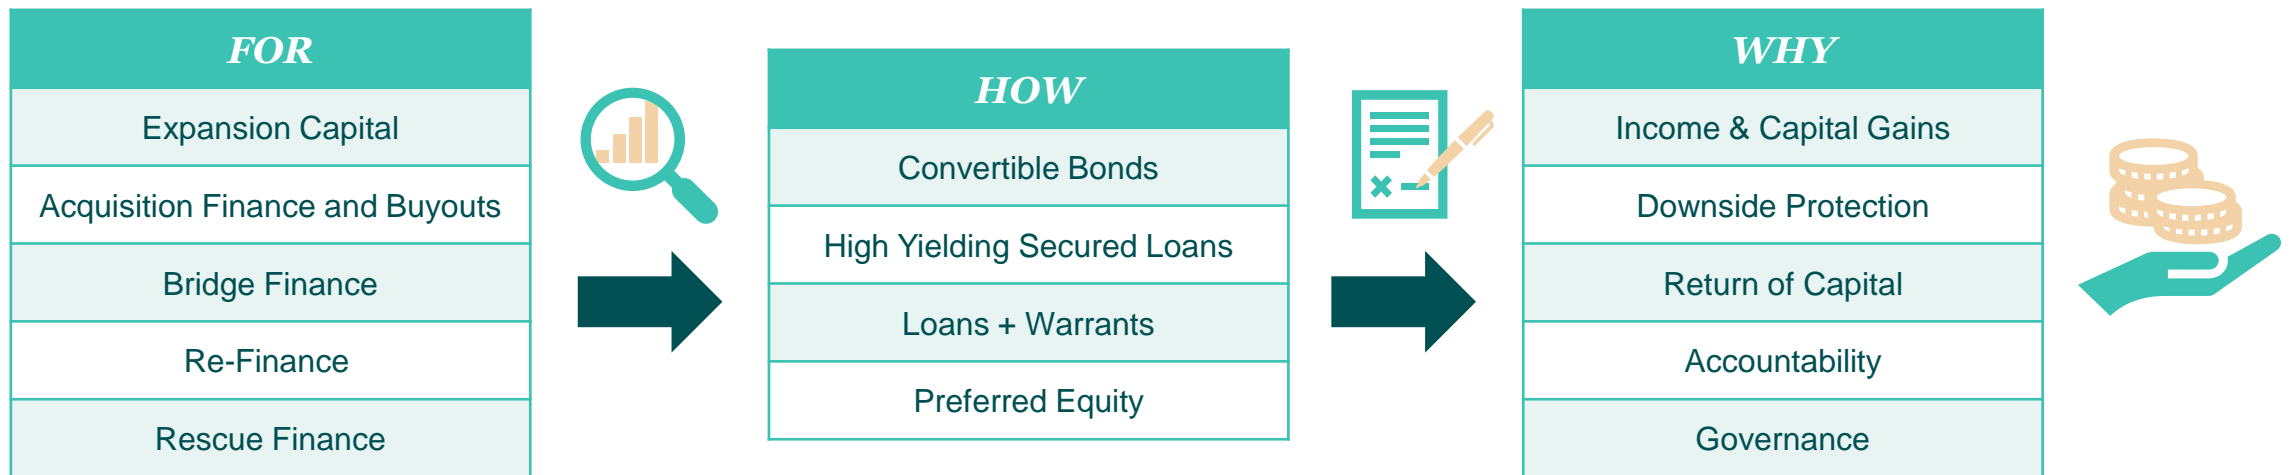 FOR
Expansion Capital
Acquisition Finance and Buyouts
Bridge Finance
Re-Finance
Rescue Finance
HOW
Convertible Bonds
High Yielding Secured Loans
Loans + Warrants
Preferred Equity
WHY
Income & Capital Gains
Downside Protection
Return of Capital
Accountability
Governance